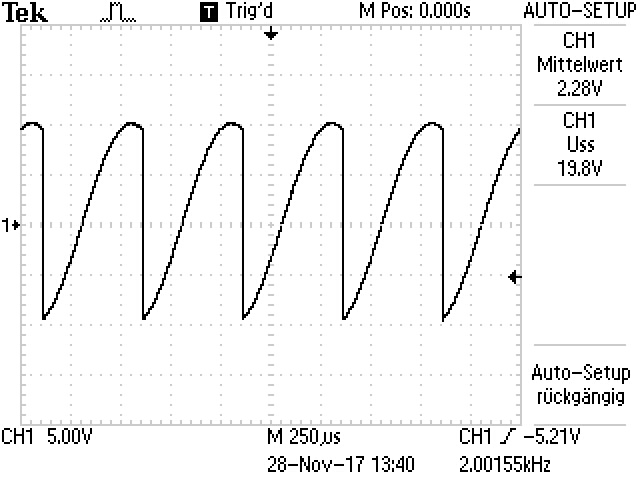 Tek T Trig'd M Pos: 0.000s AUTO-SETUP
CH1
Mittelwert
2.28V
CH1
Uss
19.8V
1
Auto-Setup
rückgängig
CH1 5.00V M 250µs CH1 -5.21V
28-Nov-17 13:40 2.00155kHz